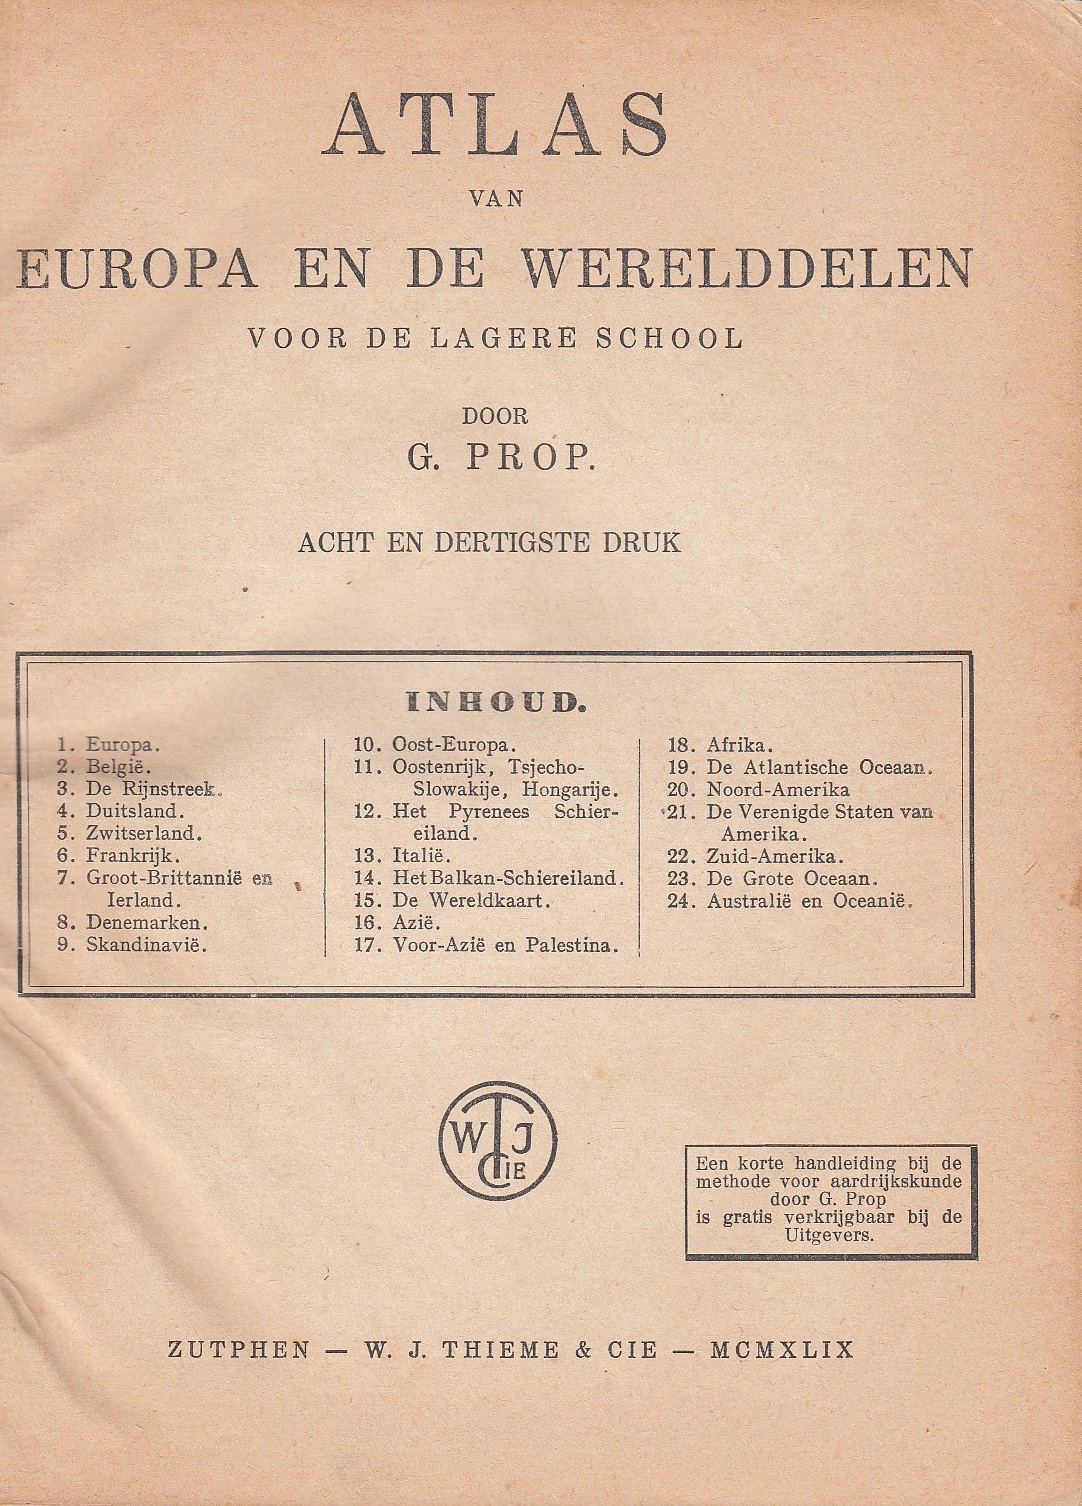 ATLAS
VAN
EUROPA EN DE WERELDDELEN
VOOR DE LAGERE SCHOOL
DOOR
G. PROP.
ACHT EN DERTIGSTE DRUK
INHOUD.
1. Europa.
2. België.
3. De Rijnstreek.
4. Duitsland.
5. Zwitserland.
6. Frankrijk.
7. Groot-Brittannië en
Ierland.
8. Denemarken.
9. Skandinavië.
10. Oost-Europa.
11. Oostenrijk, Tsjecho-
Slowakije, Hongarije.
12. Het Pyrenees Schier-
eiland.
13. Italië.
14. Het Balkan-Schiereiland.
15. De Wereldkaart.
16. Azië.
17. Voor-Azië en Palestina.
18. Afrika.
19. De Atlantische Oceaan.
20. Noord-Amerika
21. De Verenigde Staten van
Amerika.
22. Zuid-Amerika.
23. De Grote Oceaan.
24. Australië en Oceanië.
W T J
CIE
Een korte handleiding bij de
methode voor aardrijkskunde
door G. Prop
is gratis verkrijgbaar bij de
Uitgevers.
ZUTPHEN — W. J. THIEME & CIE — MCMXLIX